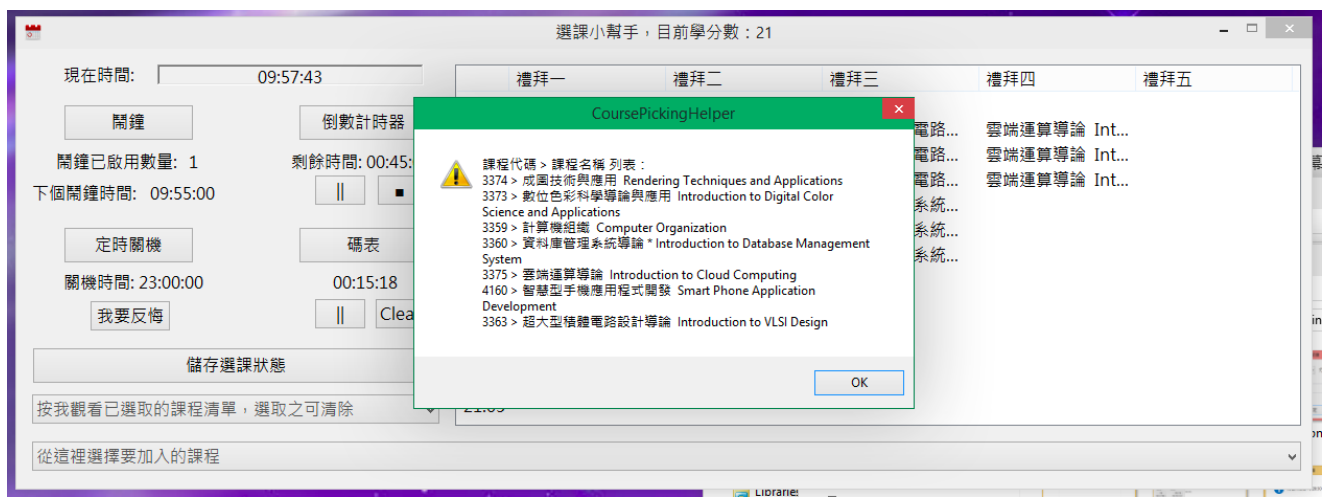 選課小幫手，目前學分數：21
現在時間: 09:57:43
鬧鐘 倒數計時器
鬧鐘已啟用數量: 1 剩餘時間: 00:45:
下個鬧鐘時間: 09:55:00 || ■
定時關機 碼表
關機時間: 23:00:00 00:15:18
我要反悔 || Clea
儲存選課狀態
按我觀看已選取的課程清單，選取之可清除
從這裡選擇要加入的課程
禮拜一 禮拜二 禮拜三 禮拜四 禮拜五
電路... 雲端運算導論 Int...
電路... 雲端運算導論 Int...
電路... 雲端運算導論 Int...
系統...
系統...
系統...
CoursePickingHelper
課程代碼 > 課程名稱 列表：
3374 > 成圖技術與應用 Rendering Techniques and Applications
3373 > 數位色彩科學導論與應用 Introduction to Digital Color
Science and Applications
3359 > 計算機組織 Computer Organization
3360 > 資料庫管理系統導論 * Introduction to Database Management
System
3375 > 雲端運算導論 Introduction to Cloud Computing
4160 > 智慧型手機應用程式開發 Smart Phone Application
Development
3363 > 超大型積體電路設計導論 Introduction to VLSI Design
OK
Libraries